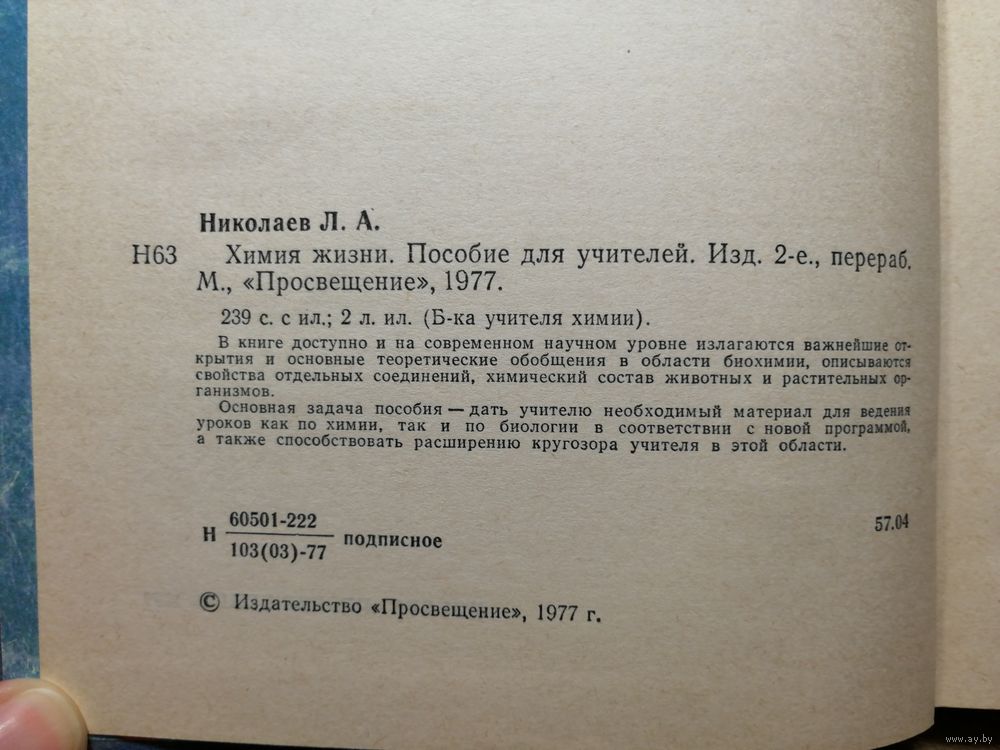 Николаев Л. А.
Н63 Химия жизни. Пособие для учителей. Изд. 2-е., перераб.
М., «Просвещение», 1977.
239 с. с ил.; 2 л. ил. (Б-ка учителя химии).
В книге доступно и на современном научном уровне излагаются важнейшие от-
крытия и основные теоретические обобщения в области биохимии, описываются
свойства отдельных соединений, химический состав животных и растительных ор-
ганизмов.
Основная задача пособия — дать учителю необходимый материал для ведения
уроков как по химии, так и по биологии в соответствии с новой программой,
а также способствовать расширению кругозора учителя в этой области.
60501-222
Н подписное
103(03)-77
57.04
© Издательство «Просвещение», 1977 г.
www.ay.by